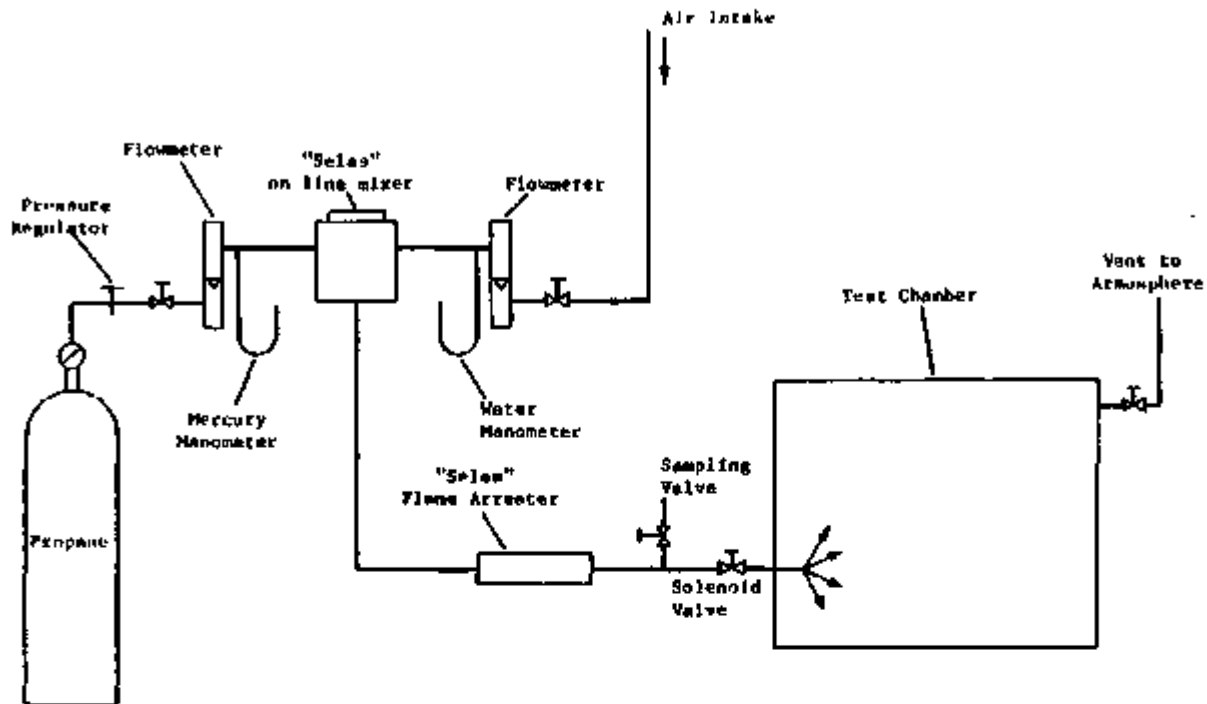 Air Intake
Flowmeter
"Selas"
on line mixer
Flowmeter
Pressure
Regulator
Vent to
Atmosphere
Test Chamber
Mercury
Manometer
Water
Manometer
Sampling
Valve
"Selas"
Flame Arrester
Propane
Solenoid
Valve